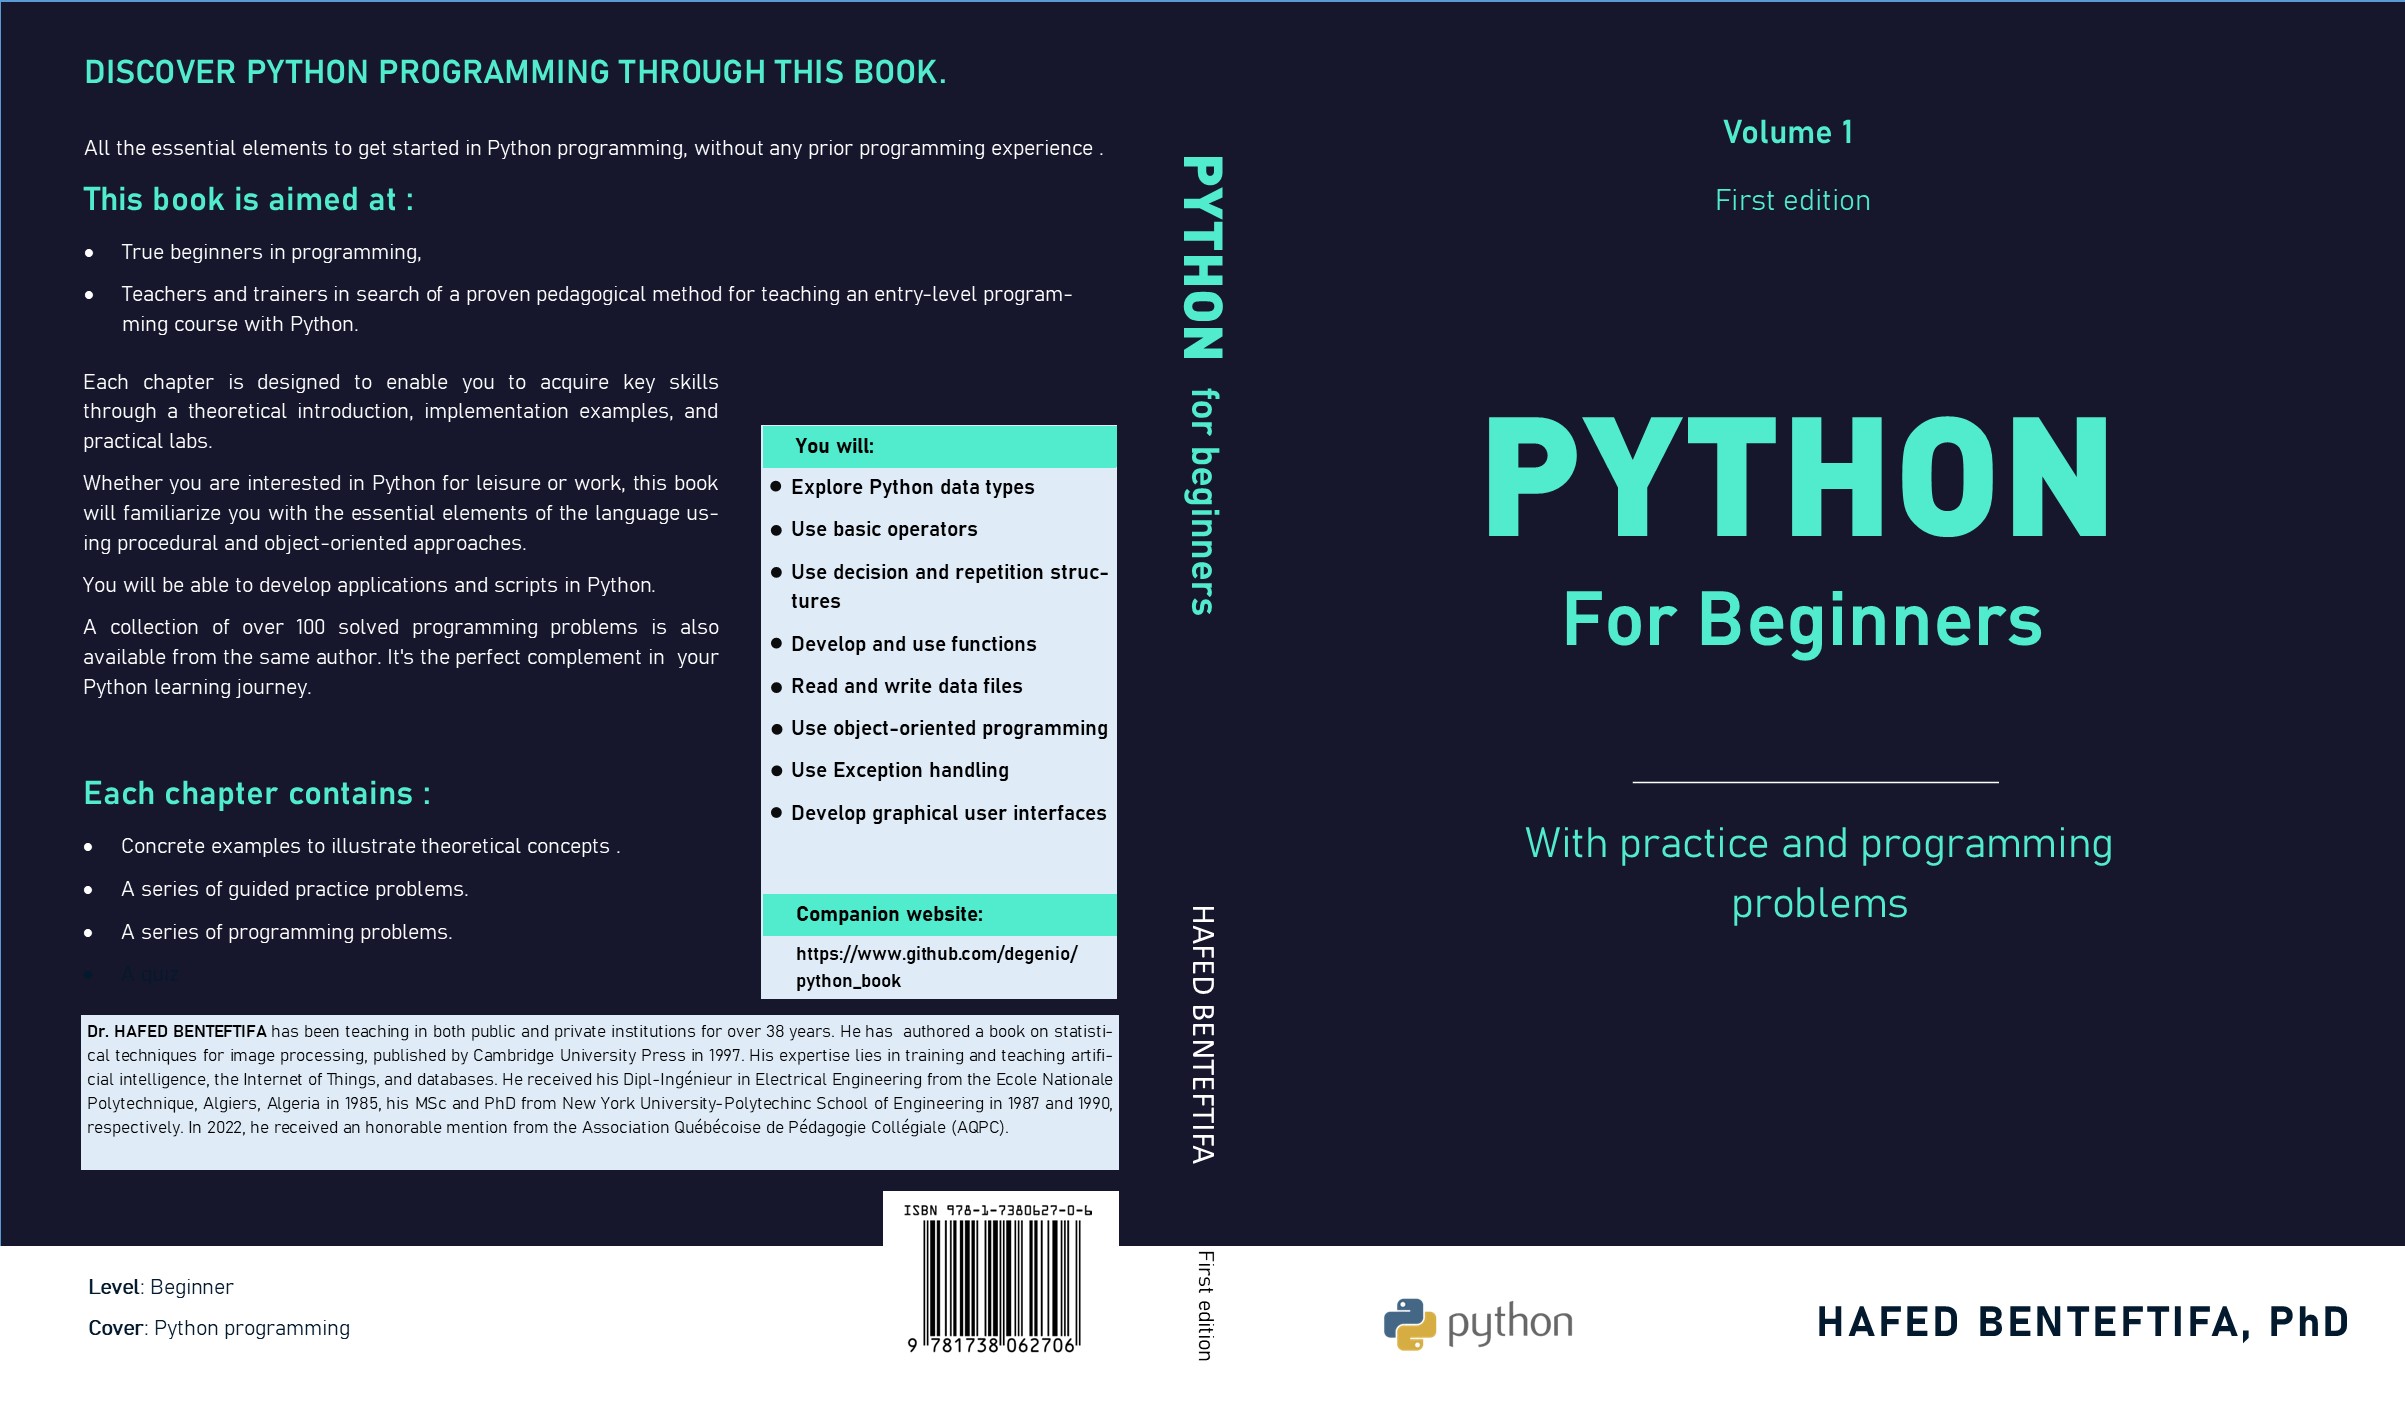 DISCOVER PYTHON PROGRAMMING THROUGH THIS BOOK.
All the essential elements to get started in Python programming, without any prior programming experience .
This book is aimed at :
● True beginners in programming,
● Teachers and trainers in search of a proven pedagogical method for teaching an entry-level program-
ming course with Python.
Each chapter is designed to enable you to acquire key skills
through a theoretical introduction, implementation examples, and
practical labs.
Whether you are interested in Python for leisure or work, this book
will familiarize you with the essential elements of the language us-
ing procedural and object-oriented approaches.
You will be able to develop applications and scripts in Python.
A collection of over 100 solved programming problems is also
available from the same author. It's the perfect complement in your
Python learning journey.
Each chapter contains :
● Concrete examples to illustrate theoretical concepts .
● A series of guided practice problems.
● A series of programming problems.
● A quiz
You will:
● Explore Python data types
● Use basic operators
● Use decision and repetition struc-
tures
● Develop and use functions
● Read and write data files
● Use object-oriented programming
● Use Exception handling
● Develop graphical user interfaces
Companion website:
https://www.github.com/degenio/
python_book
Dr. HAFED BENTEFTIFA has been teaching in both public and private institutions for over 38 years. He has authored a book on statisti-
cal techniques for image processing, published by Cambridge University Press in 1997. His expertise lies in training and teaching artifi-
cial intelligence, the Internet of Things, and databases. He received his Dipl-Ingénieur in Electrical Engineering from the Ecole Nationale
Polytechnique, Algiers, Algeria in 1985, his MSc and PhD from New York University-Polytechinc School of Engineering in 1987 and 1990,
respectively. In 2022, he received an honorable mention from the Association Québécoise de Pédagogie Collégiale (AQPC).
ISBN 978-1-7380627-0-6
9 781738 062706
Level: Beginner
Cover: Python programming
PYTHON for beginners
HAFED BENTEFTIFA
First edition
Volume 1
First edition
PYTHON
For Beginners
With practice and programming
problems
python
HAFED BENTEFTIFA, PhD